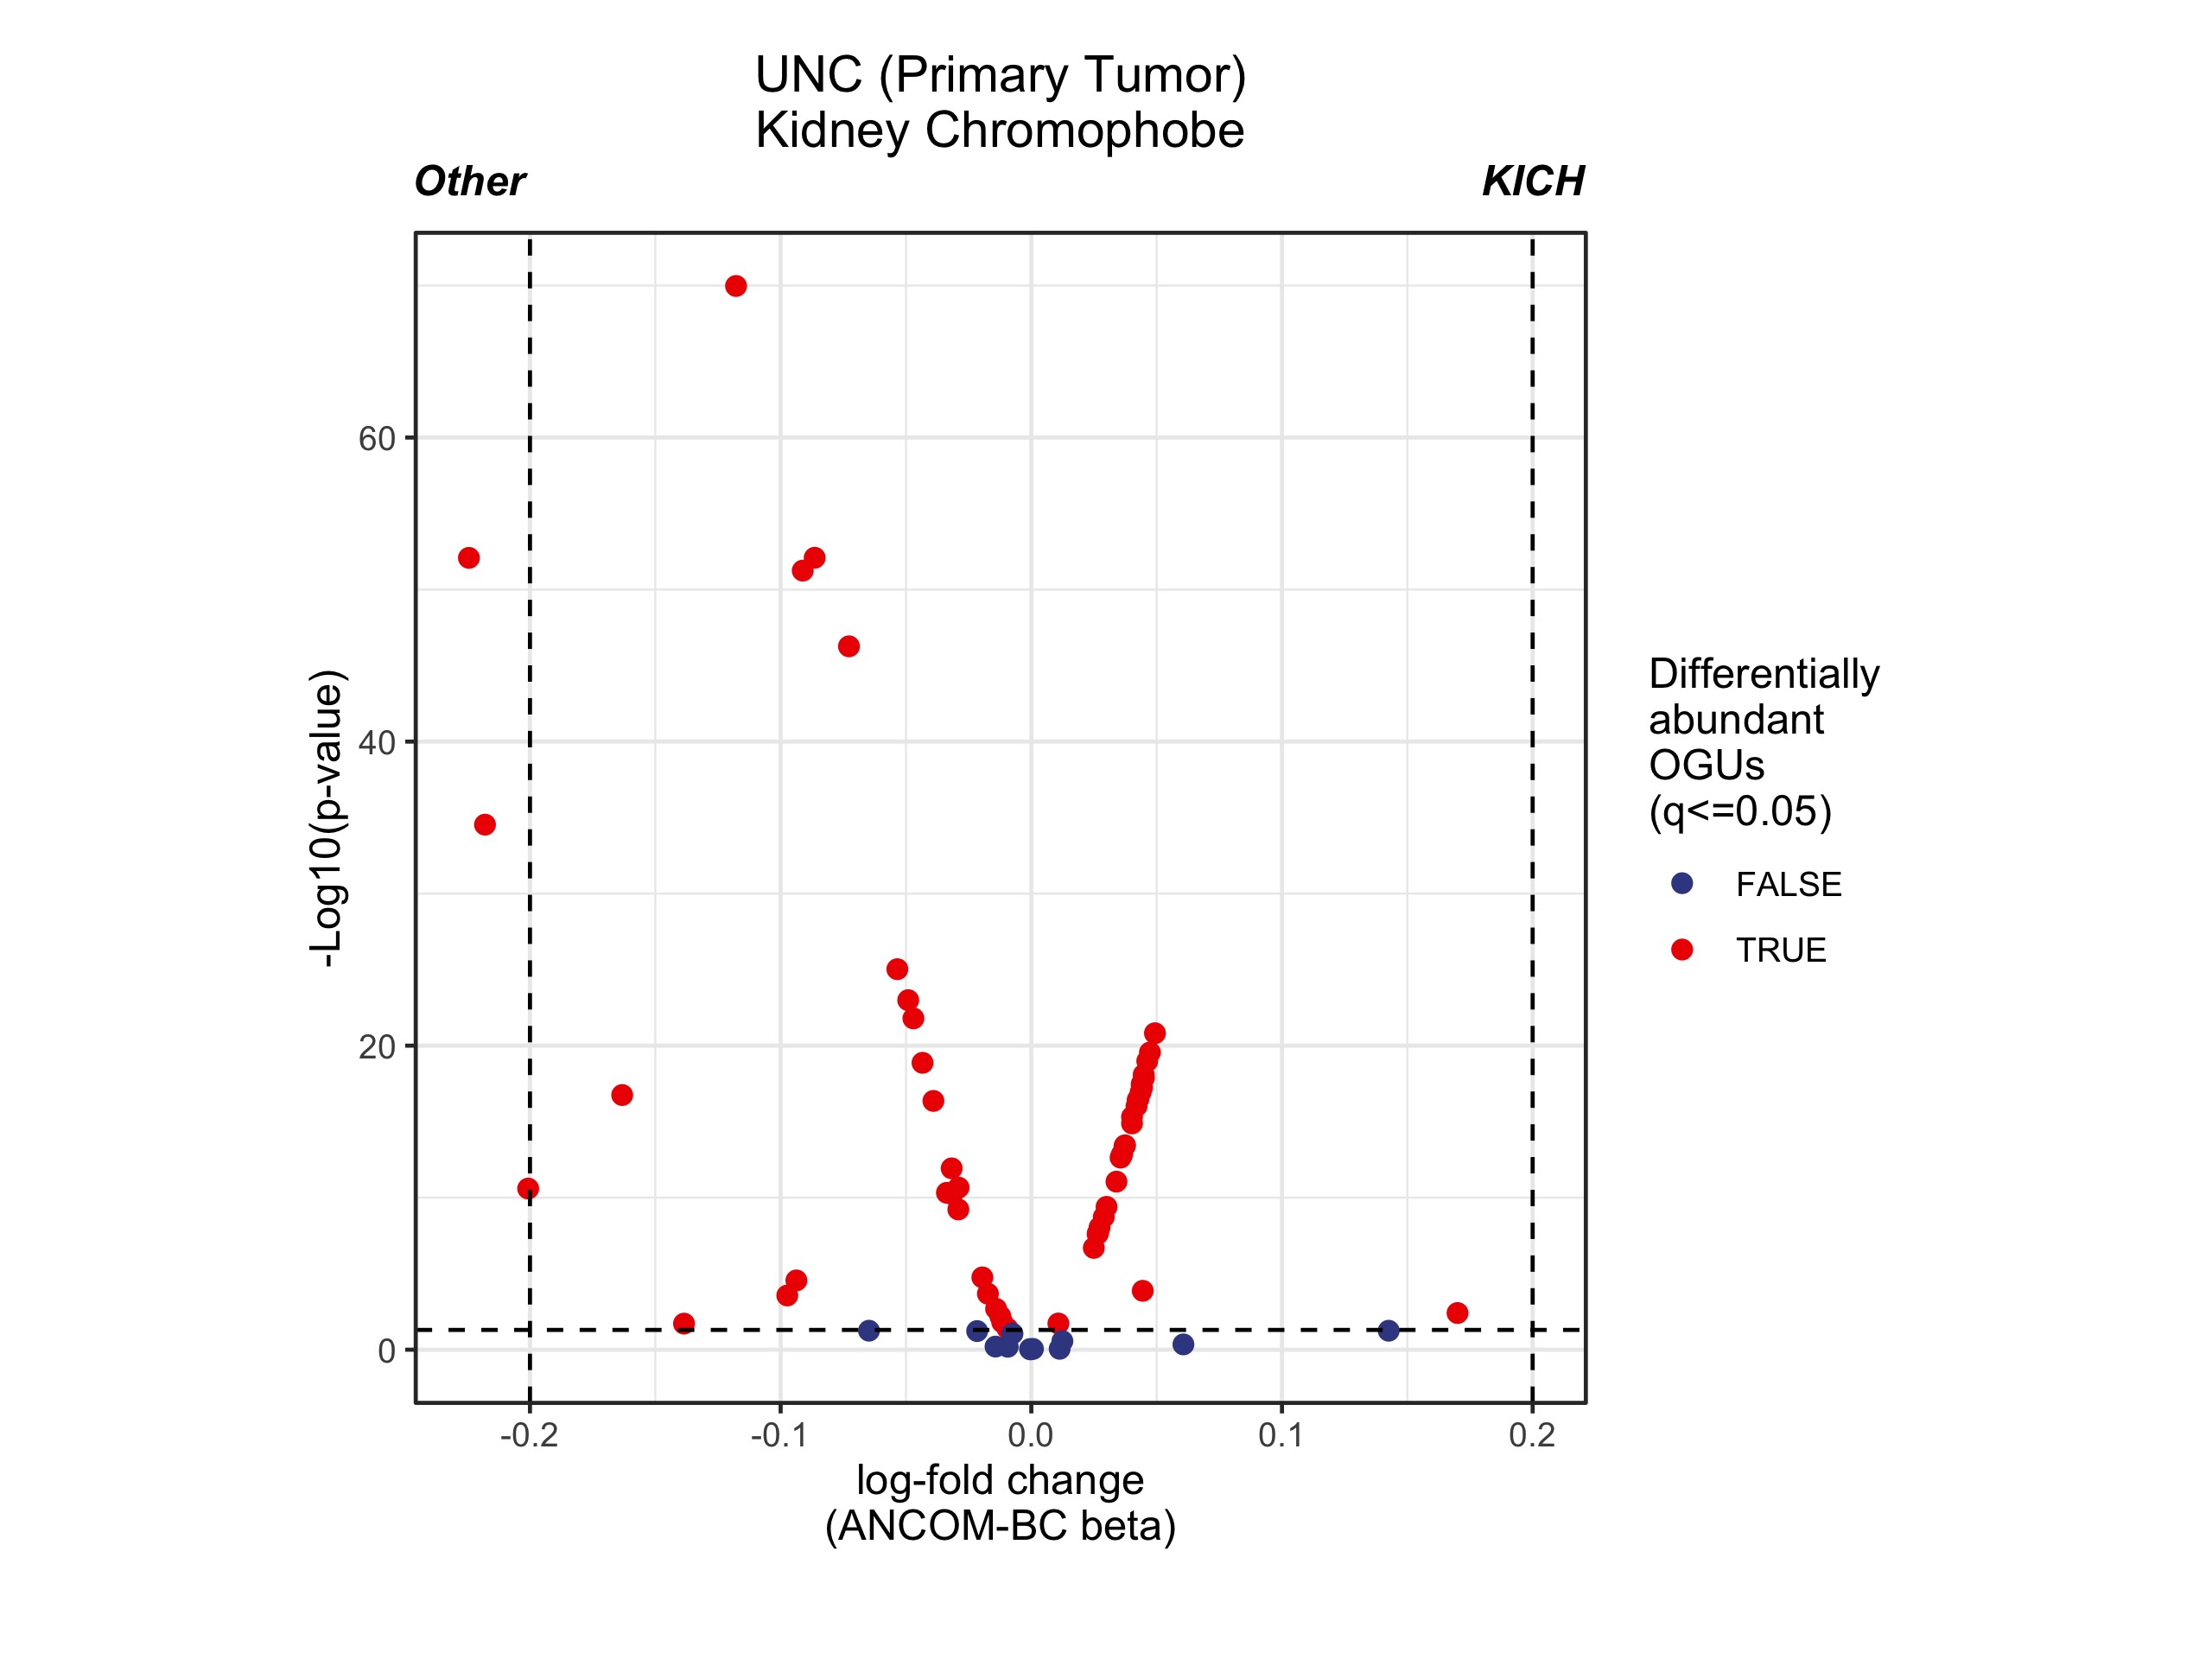 UNC (Primary Tumor)
Kidney Chromophobe
Other
KICH
60
40
20
0
-Log10(p-value)
-0.2
-0.1
0.0
0.1
0.2
log-fold change
(ANCOM-BC beta)
Differentially
abundant
OGUs
(q<=0.05)
FALSE
TRUE